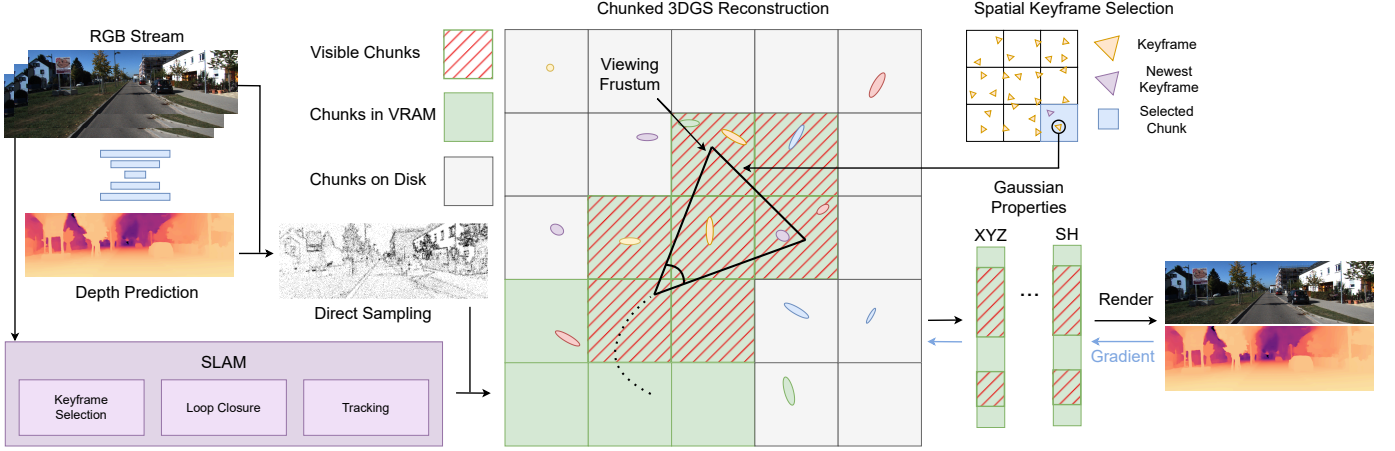 RGB Stream
Depth Prediction
Direct Sampling
SLAM
Keyframe
Selection
Loop Closure
Tracking
Visible Chunks
Chunks in VRAM
Chunks on Disk
Chunked 3DGS Reconstruction
Viewing
Frustum
Spatial Keyframe Selection
Keyframe
Newest
Keyframe
Selected
Chunk
Gaussian
Properties
XYZ
SH
...
Render
Gradient